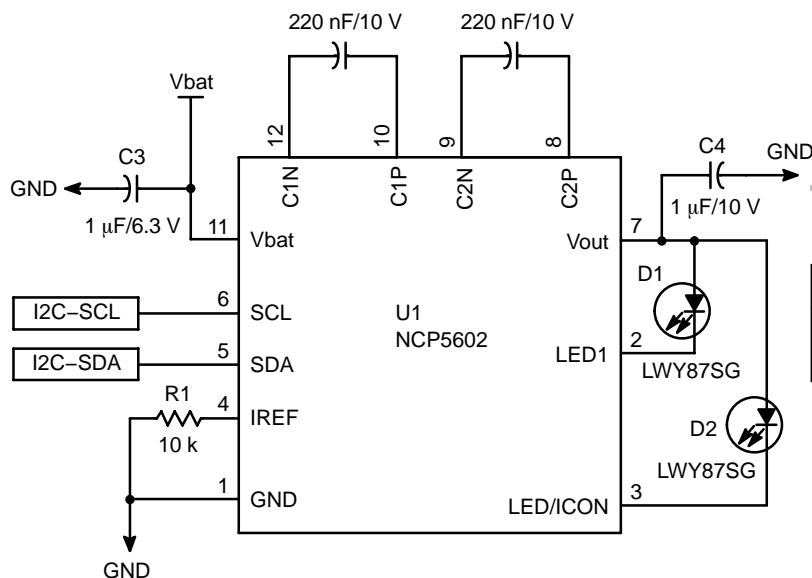 220 nF/10 V
220 nF/10 V
Vbat
12
10
9
8
C3
C4
GND
GND
C1N
C1P
C2N
C2P
1 μF/6.3 V
1 μF/10 V
11
Vbat
Vout
7
D1
I2C–SCL
6
SCL
U1
NCP5602
I2C–SDA
5
SDA
LED1
2
LWY87SG
R1
4
IREF
10 k
D2
1
GND
LWY87SG
LED/ICON
3
GND